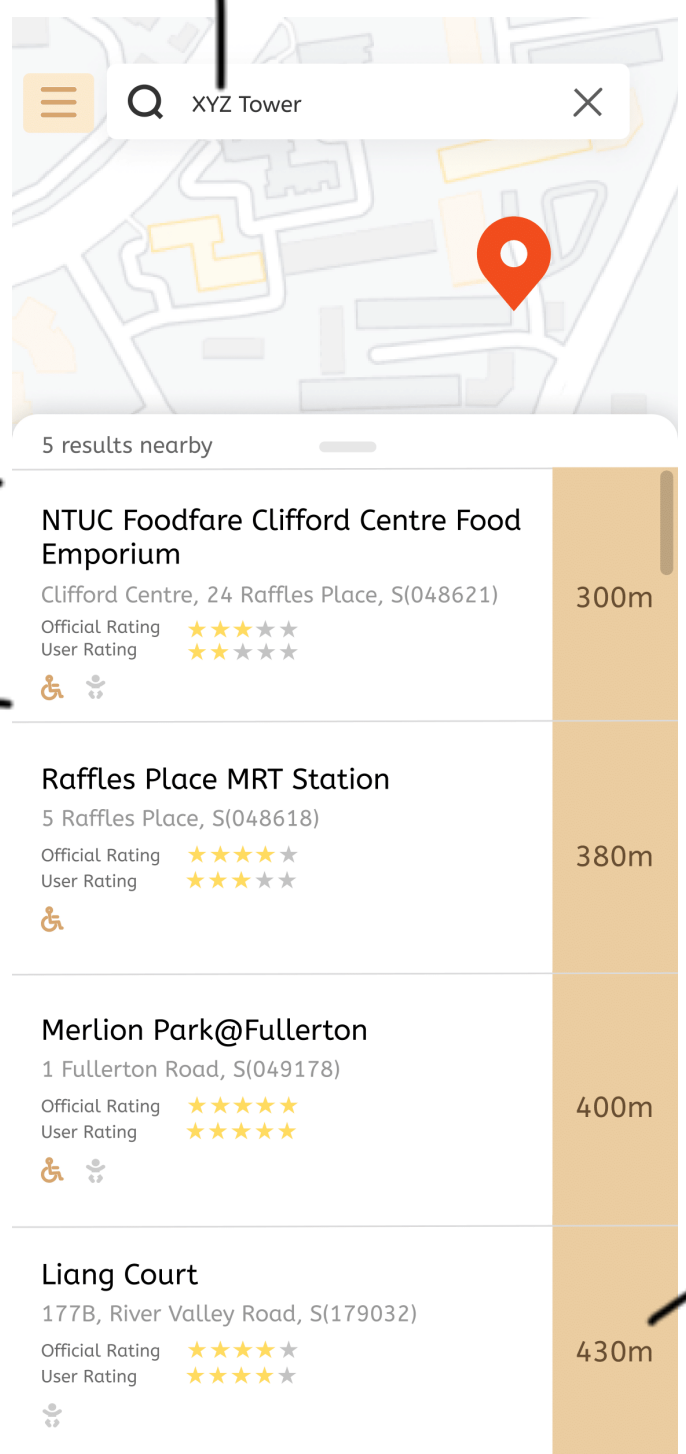 XYZ Tower
5 results nearby
NTUC Foodfare Clifford Centre Food
Emporium
Clifford Centre, 24 Raffles Place, S(048621)
300m
Official Rating
User Rating
Raffles Place MRT Station
5 Raffles Place, S(048618)
380m
Official Rating
User Rating
Merlion Park@Fullerton
1 Fullerton Road, S(049178)
400m
Official Rating
User Rating
Liang Court
177B, River Valley Road, S(179032)
430m
Official Rating
User Rating